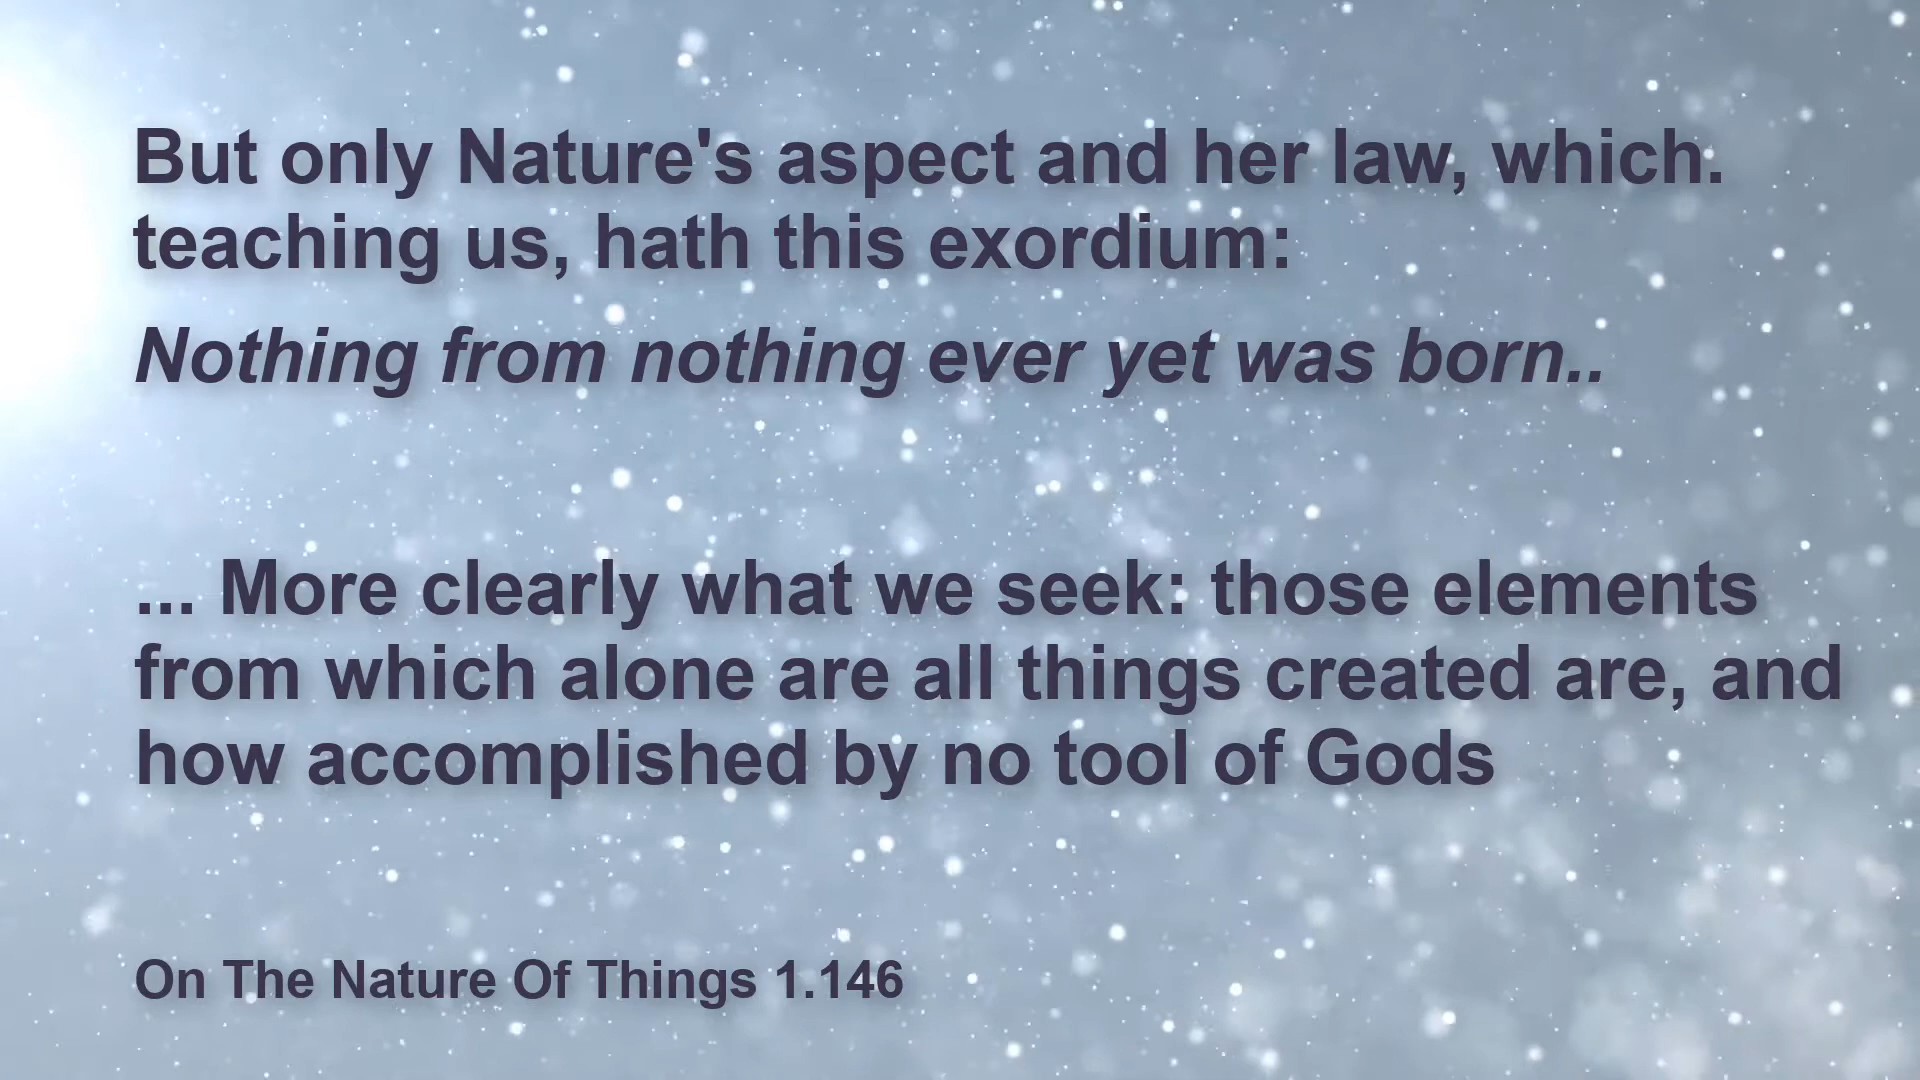 But only Nature's aspect and her law, which.
teaching us, hath this exordium:
Nothing from nothing ever yet was born..
... More clearly what we seek: those elements
from which alone are all things created are, and
how accomplished by no tool of Gods
On The Nature Of Things 1.146